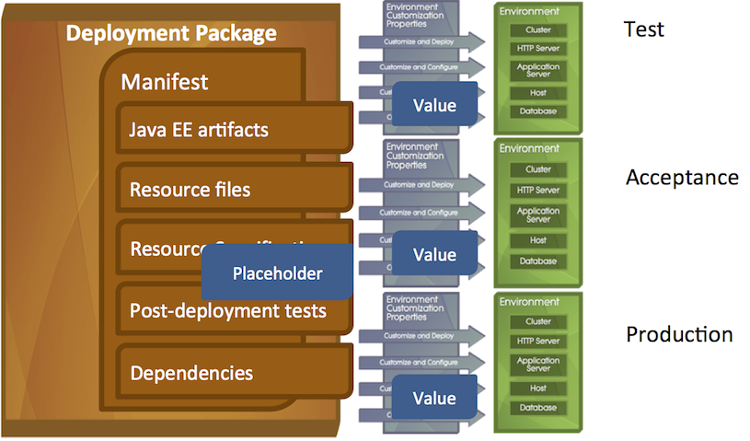 Deployment Package
Manifest
Java EE artifacts
Resource files
Resource
Placeholder
Post-deployment tests
Dependencies
Environment
Customization
Properties
Customize and Deploy
Customize and Configure
Value
Environment
Cluster
HTTP Server
Application
Server
Host
Database
Test
Environment
Customization
Properties
Customize and Deploy
Customize and Configure
Value
Environment
Cluster
HTTP Server
Application
Server
Host
Database
Acceptance
Environment
Customization
Properties
Customize and Deploy
Customize and Configure
Value
Environment
Cluster
HTTP Server
Application
Server
Host
Database
Production